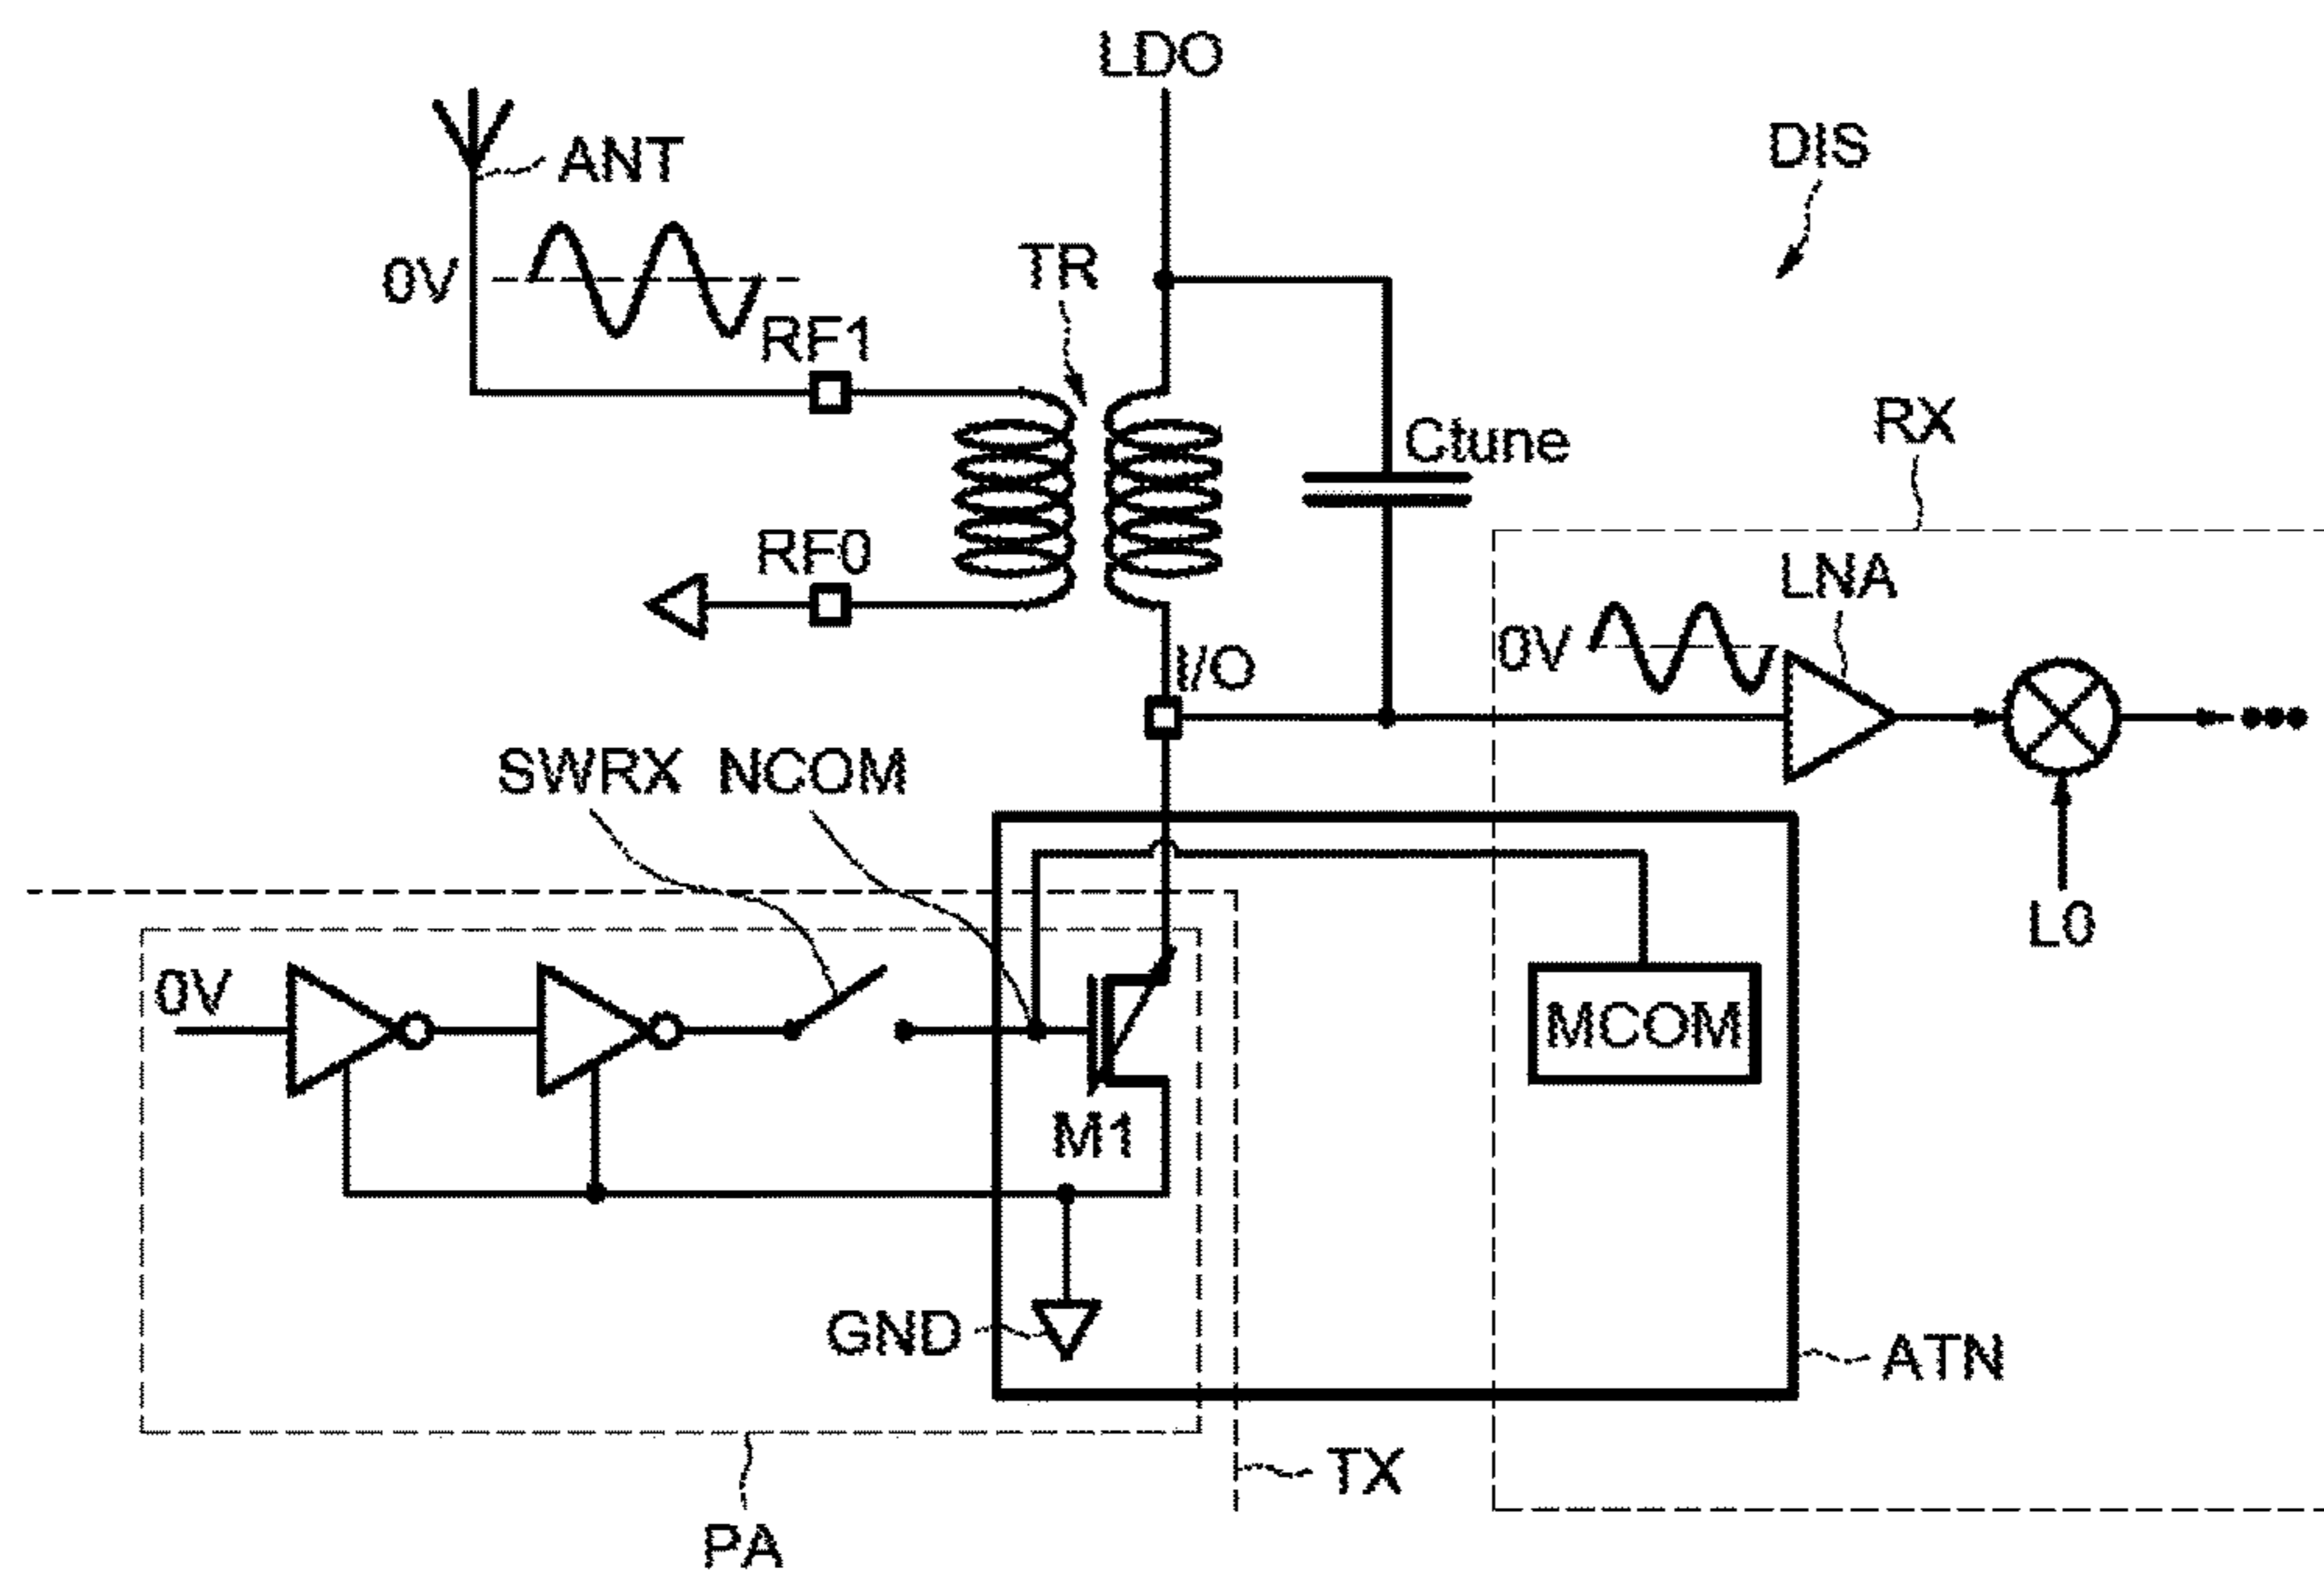 LDO
ANT
DIS
0V
TR
RF1
Ctune
RX
RF0
LNA
0V
I/O
SWRX
NCOM
L0
0V
MCOM
M1
GND
ATN
TX
PA